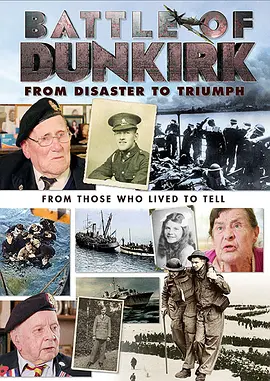 BATTLE OF
DUNKIRK
FROM DISASTER TO TRIUMPH
FROM THOSE WHO LIVED TO TELL